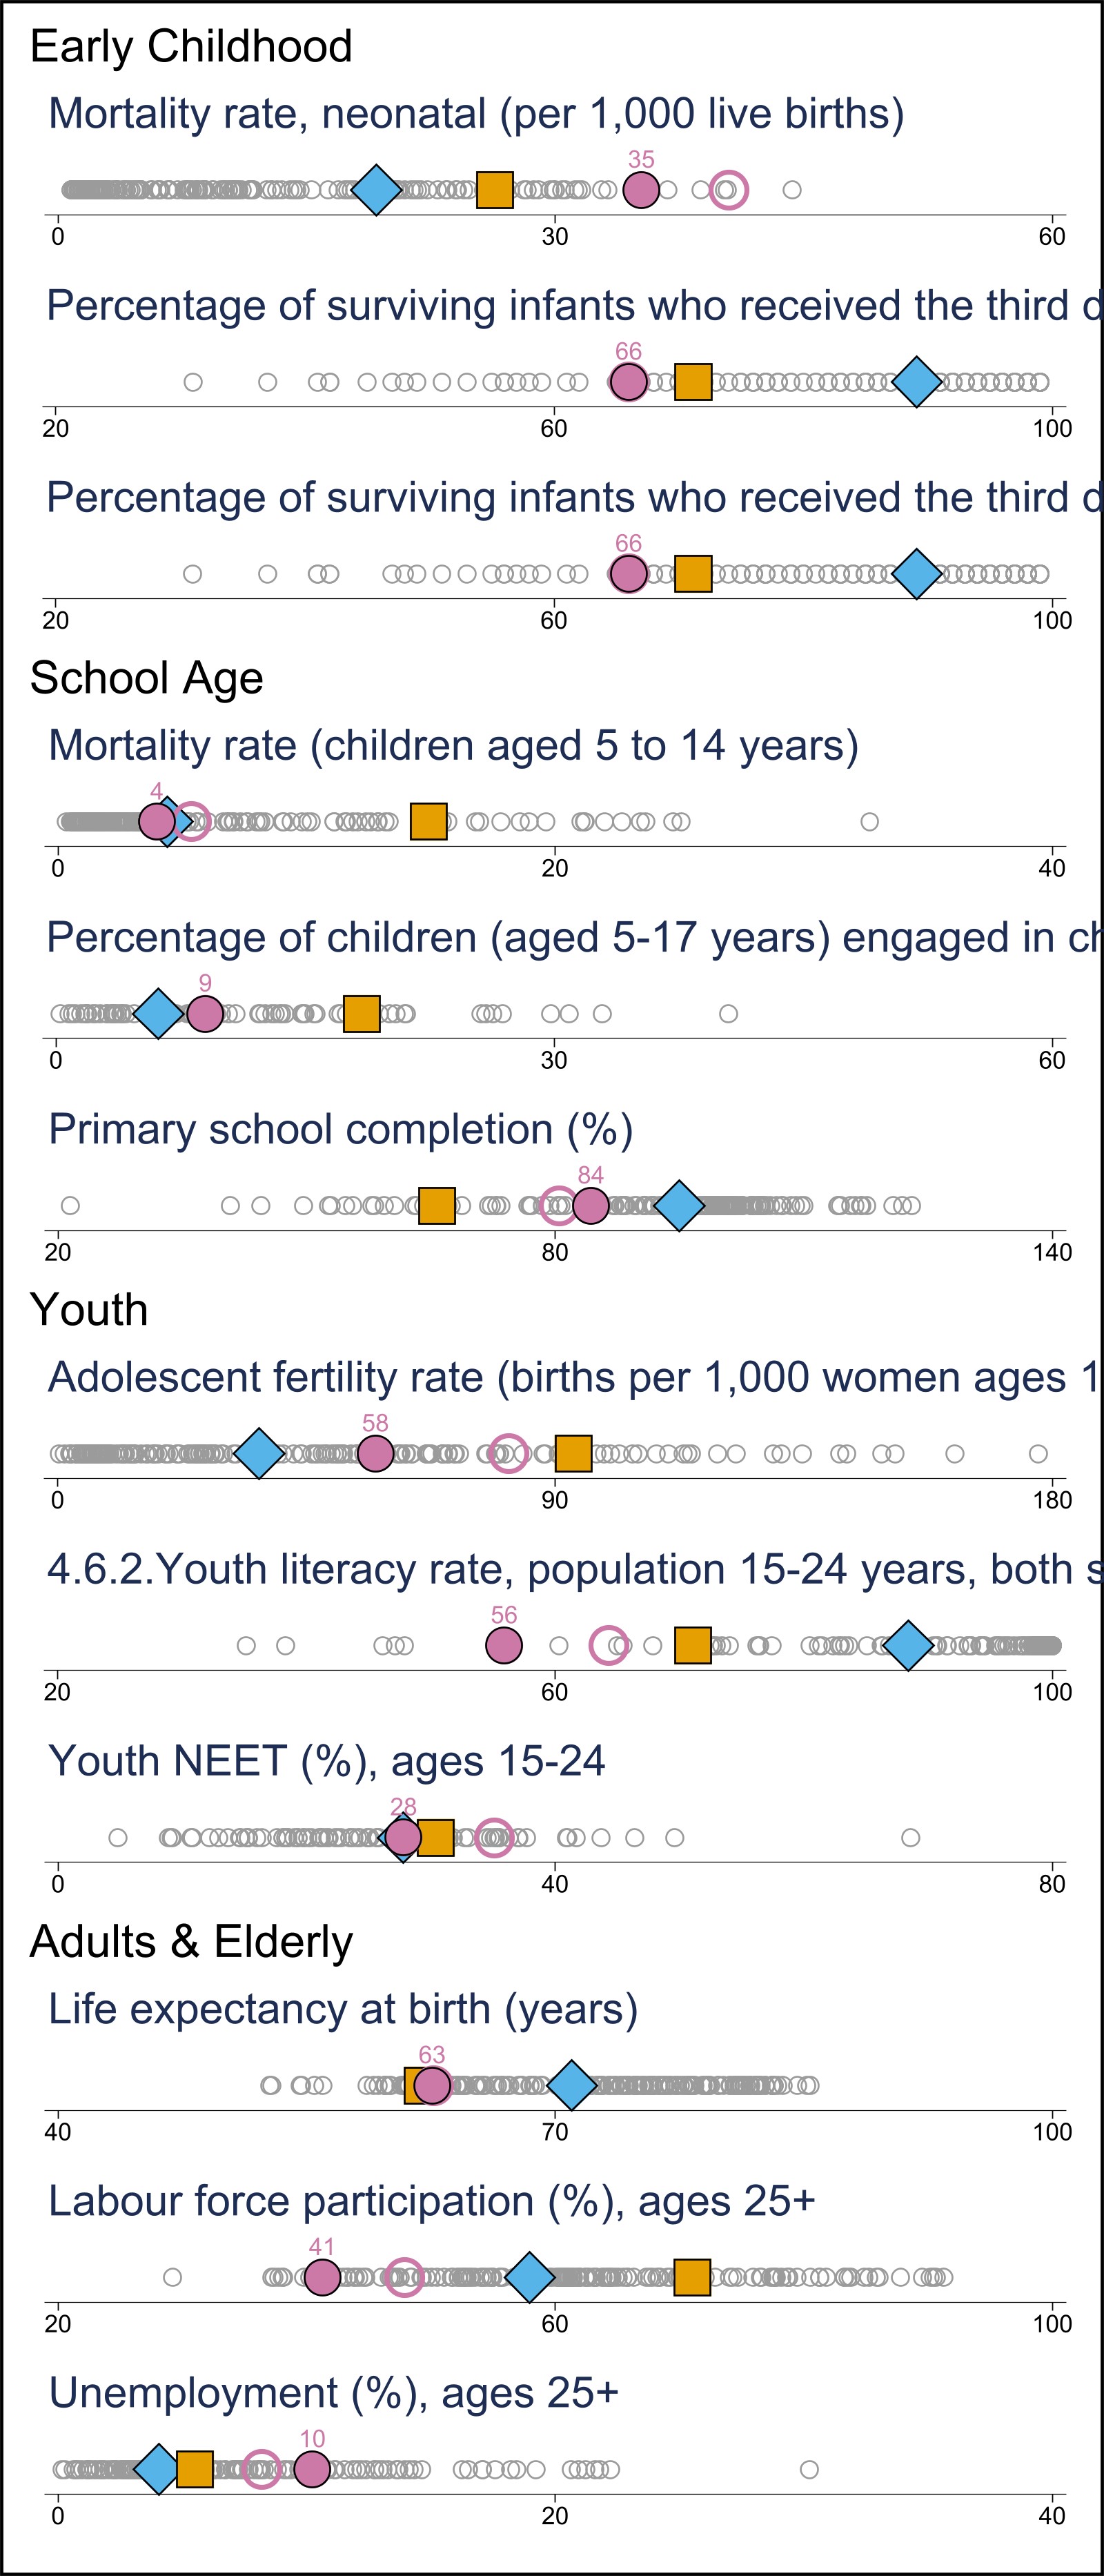 Early Childhood
Mortality rate, neonatal (per 1,000 live births)
35
0 30 60
Percentage of surviving infants who received the third d
66
20 60 100
Percentage of surviving infants who received the third d
66
20 60 100
School Age
Mortality rate (children aged 5 to 14 years)
4
0 20 40
Percentage of children (aged 5-17 years) engaged in ch
9
0 30 60
Primary school completion (%)
84
20 80 140
Youth
Adolescent fertility rate (births per 1,000 women ages 1
58
0 90 180
4.6.2.Youth literacy rate, population 15-24 years, both s
56
20 60 100
Youth NEET (%), ages 15-24
28
0 40 80
Adults & Elderly
Life expectancy at birth (years)
63
40 70 100
Labour force participation (%), ages 25+
41
20 60 100
Unemployment (%), ages 25+
10
0 20 40